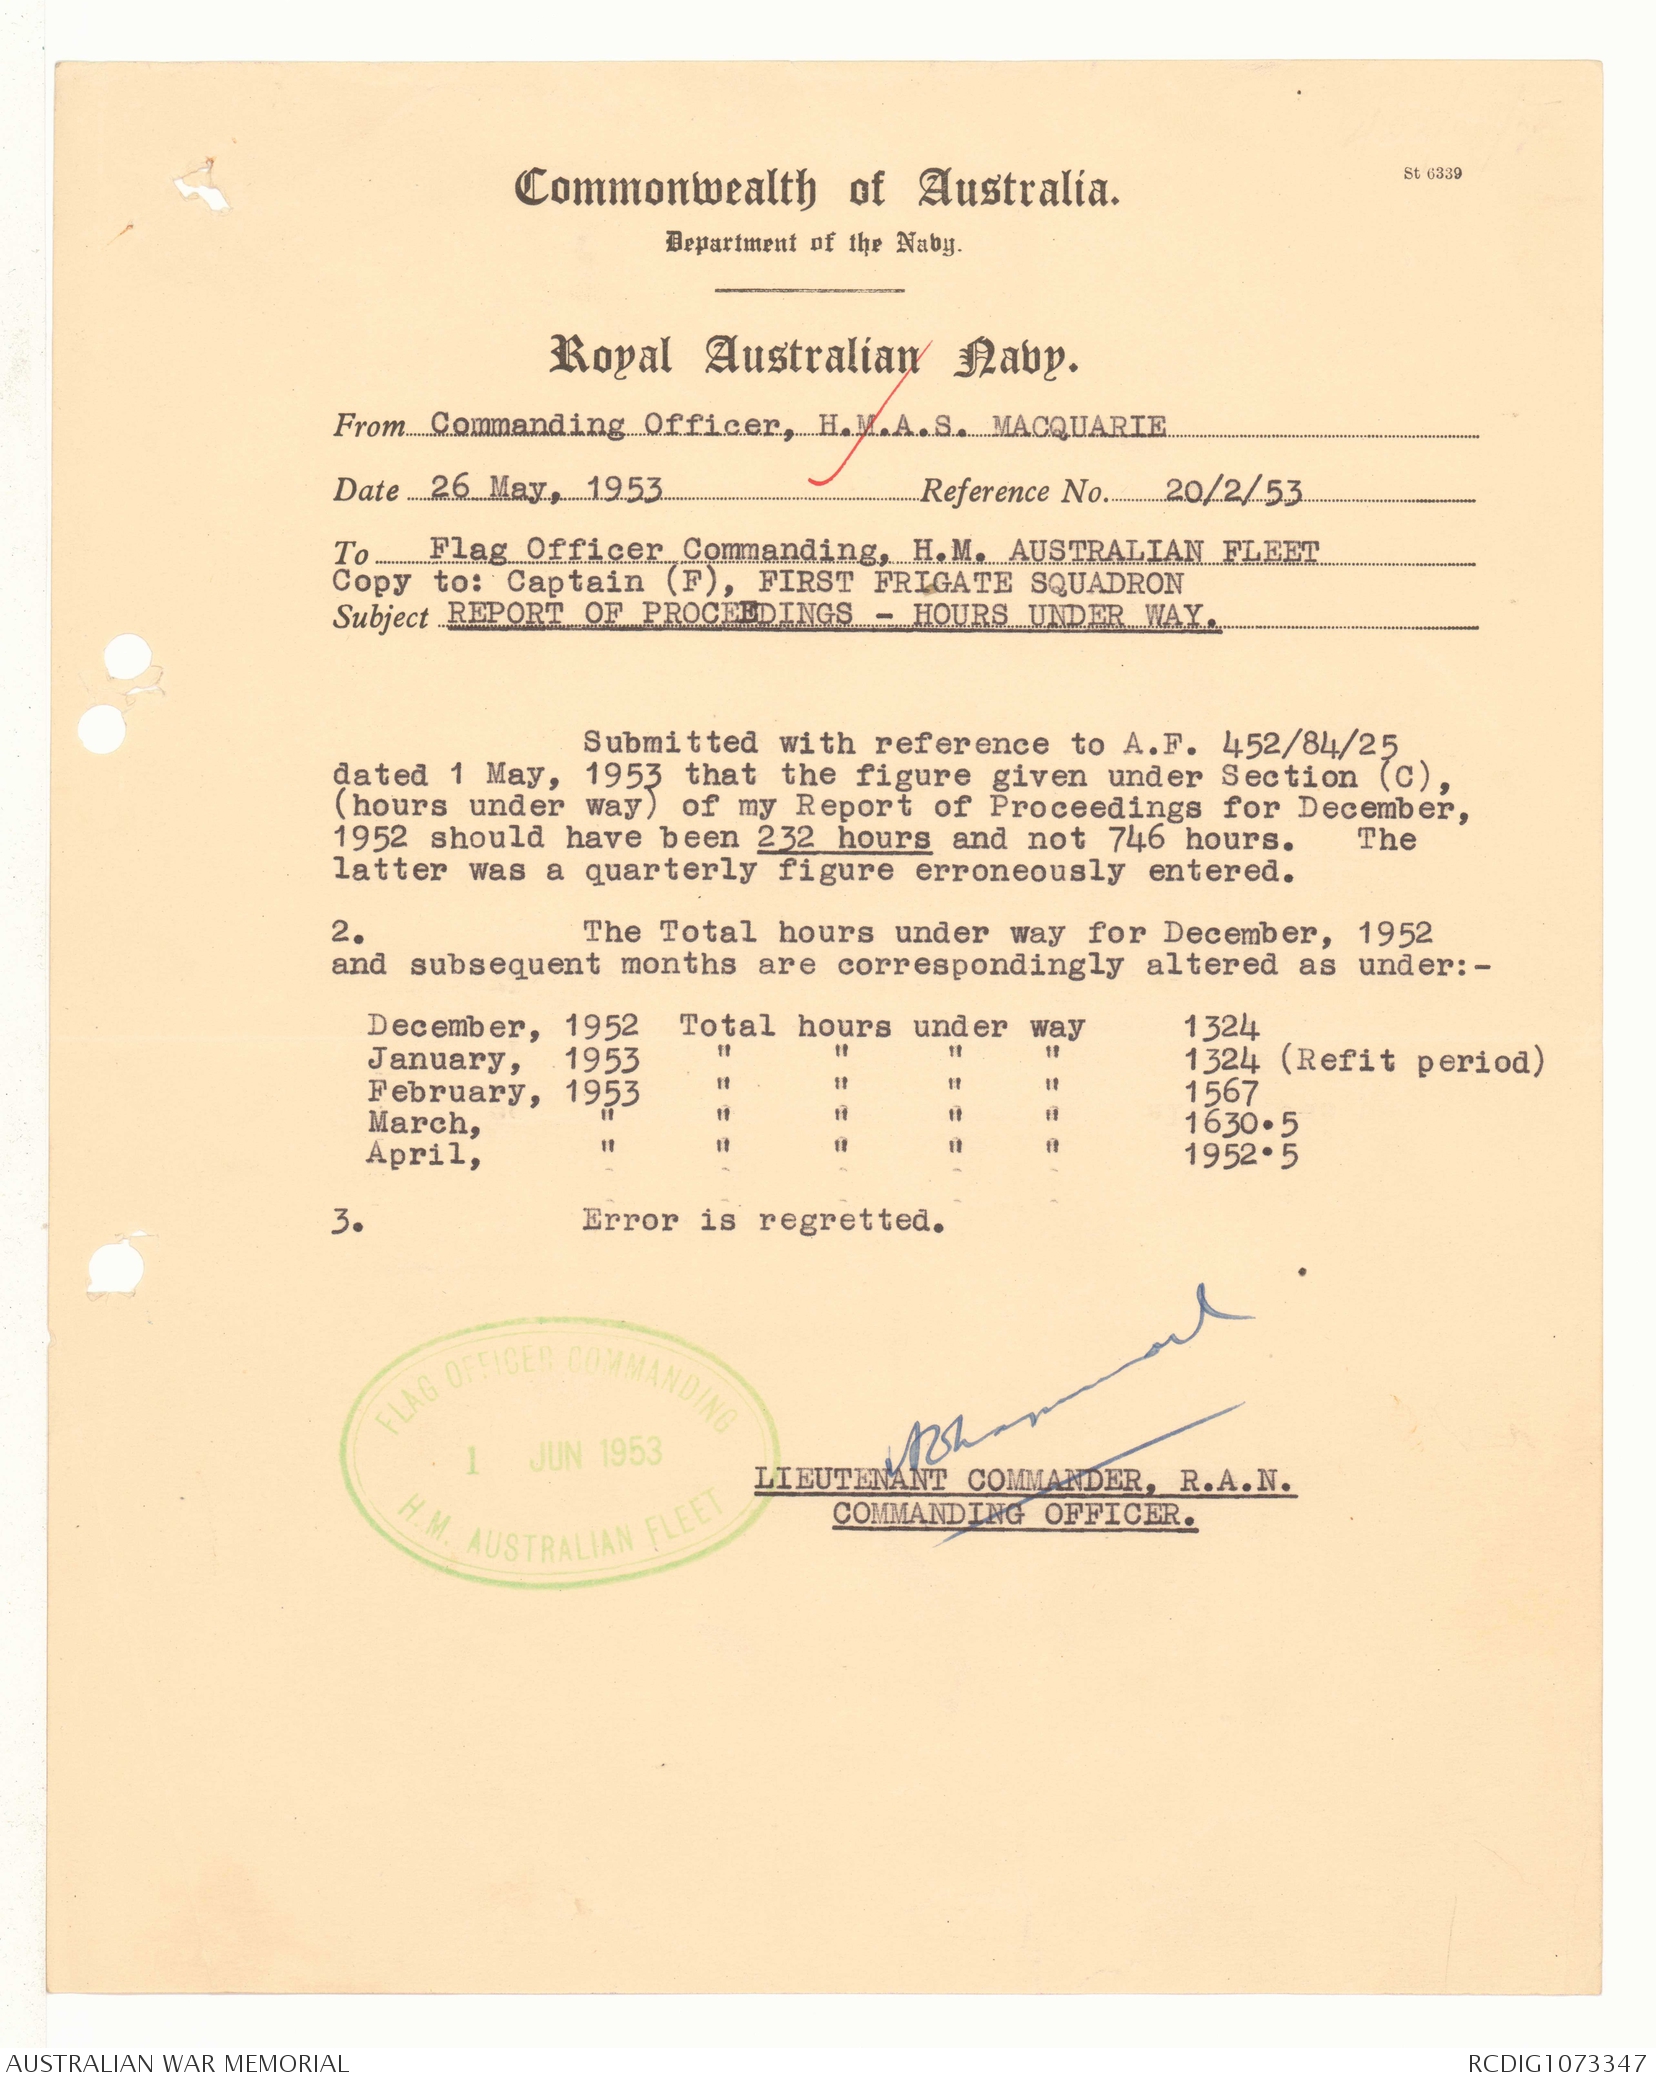 St 6339
Commonwealth of Australia.
Department of the Navy.
Royal Australian Navy.
From Commanding Officer, H.M.A.S. MACQUARIE
Date 26 May, 1953 Reference No. 20/2/53
To Flag Officer Commanding, H.M. AUSTRALIAN FLEET
Copy to: Captain (F), FIRST FRIGATE SQUADRON
Subject REPORT OF PROCEEDINGS - HOURS UNDER WAY.
Submitted with reference to A.F. 452/84/25
dated 1 May, 1953 that the figure given under Section (C),
(hours under way) of my Report of Proceedings for December,
1952 should have been 232 hours and not 746 hours. The
latter was a quarterly figure erroneously entered.
2. The Total hours under way for December, 1952
and subsequent months are correspondingly altered as under:-
December, 1952 Total hours under way 1324
January, 1953 " " " " 1324 (Refit period)
February, 1953 " " " " 1567
March, " " " " " 1630.5
April, " " " " " 1952.5
3. Error is regretted.
FLAG OFFICER COMMANDING
1 JUN 1953
H.M. AUSTRALIAN FLEET
LIEUTENANT COMMANDER, R.A.N.
COMMANDING OFFICER.
AUSTRALIAN WAR MEMORIAL
RCDIG1073347